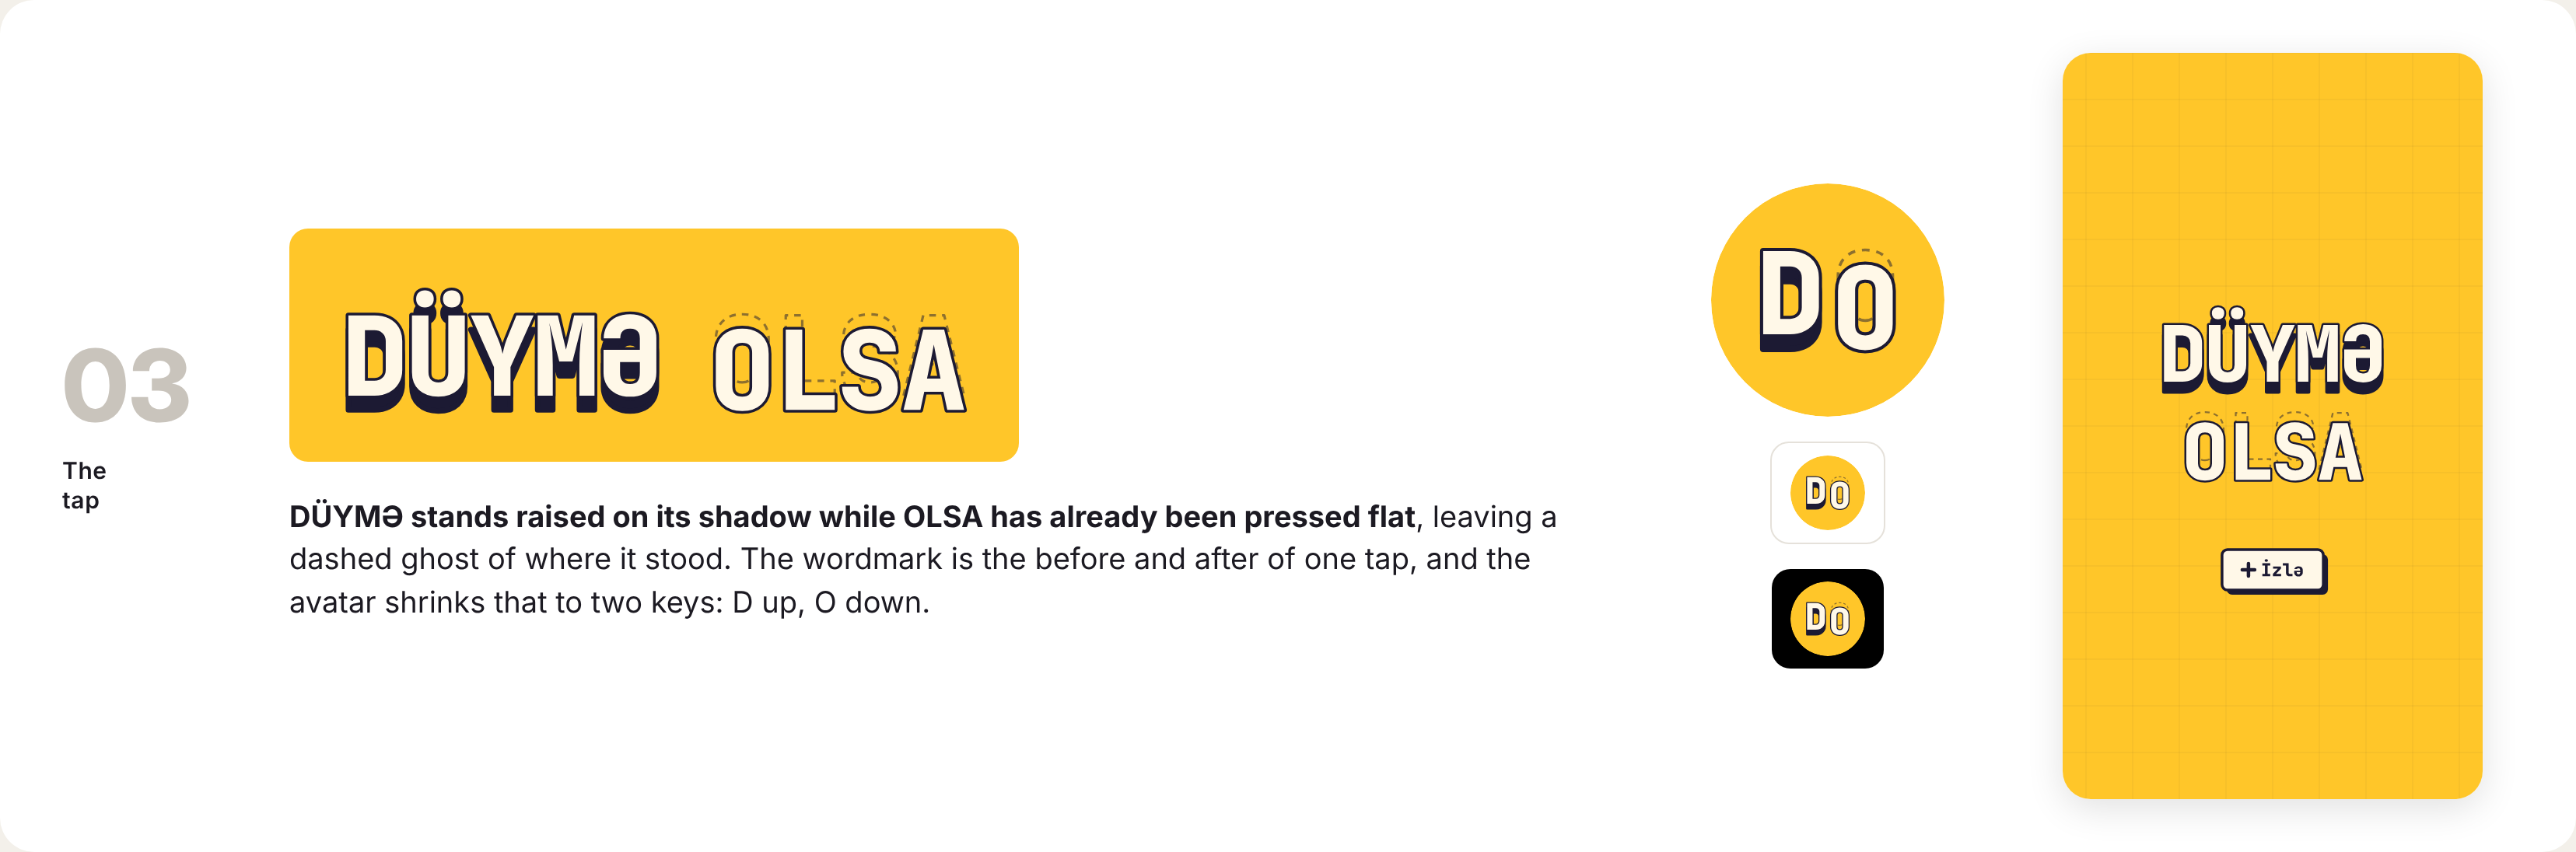 03
The
tap
DÜYMƏ OLSA
DÜYMƏ stands raised on its shadow while OLSA has already been pressed flat, leaving a
dashed ghost of where it stood. The wordmark is the before and after of one tap, and the
avatar shrinks that to two keys: D up, O down.
DO
DO
DO
DÜYMƏ
OLSA
+ İzlə